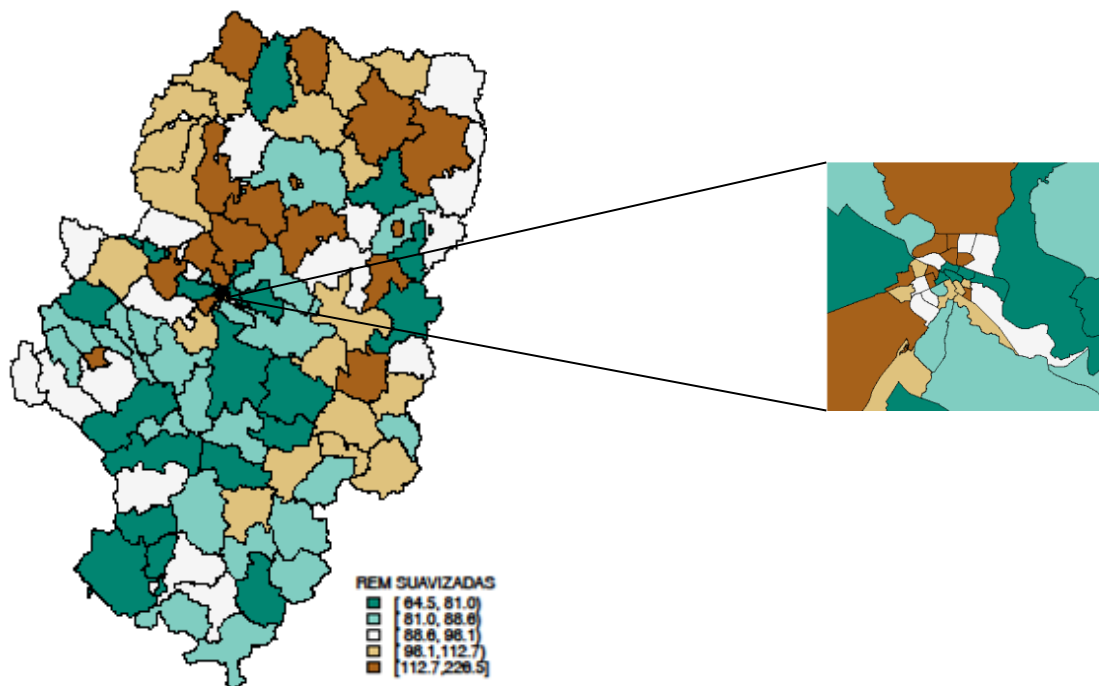 REM SUAVIZADAS
[ 64.5, 81.0)
[ 81.0, 88.6)
[ 88.6, 98.1)
[ 98.1,112.7)
[112.7,226.5]